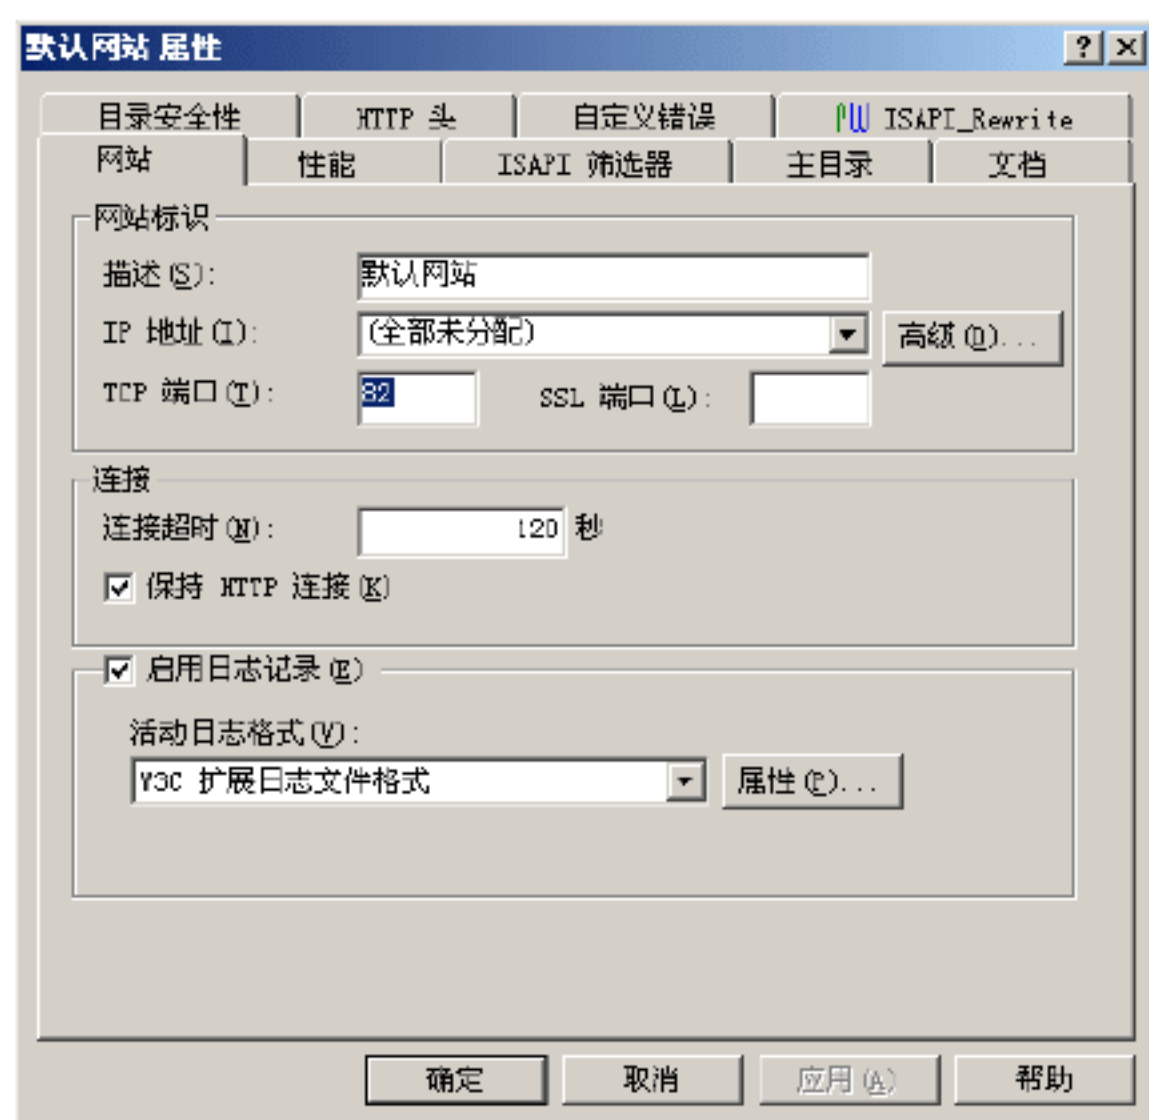 默认网站 属性
目录安全性 HTTP 头 自定义错误 ISAPI_Rewrite
网站 性能 ISAPI 筛选器 主目录 文档
网站标识
描述(S): 默认网站
IP 地址(I): (全部未分配) 高级(D)...
TCP 端口(T): 82 SSL 端口(L):
连接
连接超时(N): 120 秒
保持 HTTP 连接(K)
启用日志记录(E)
活动日志格式(V):
W3C 扩展日志文件格式 属性(P)...
确定 取消 应用(A) 帮助